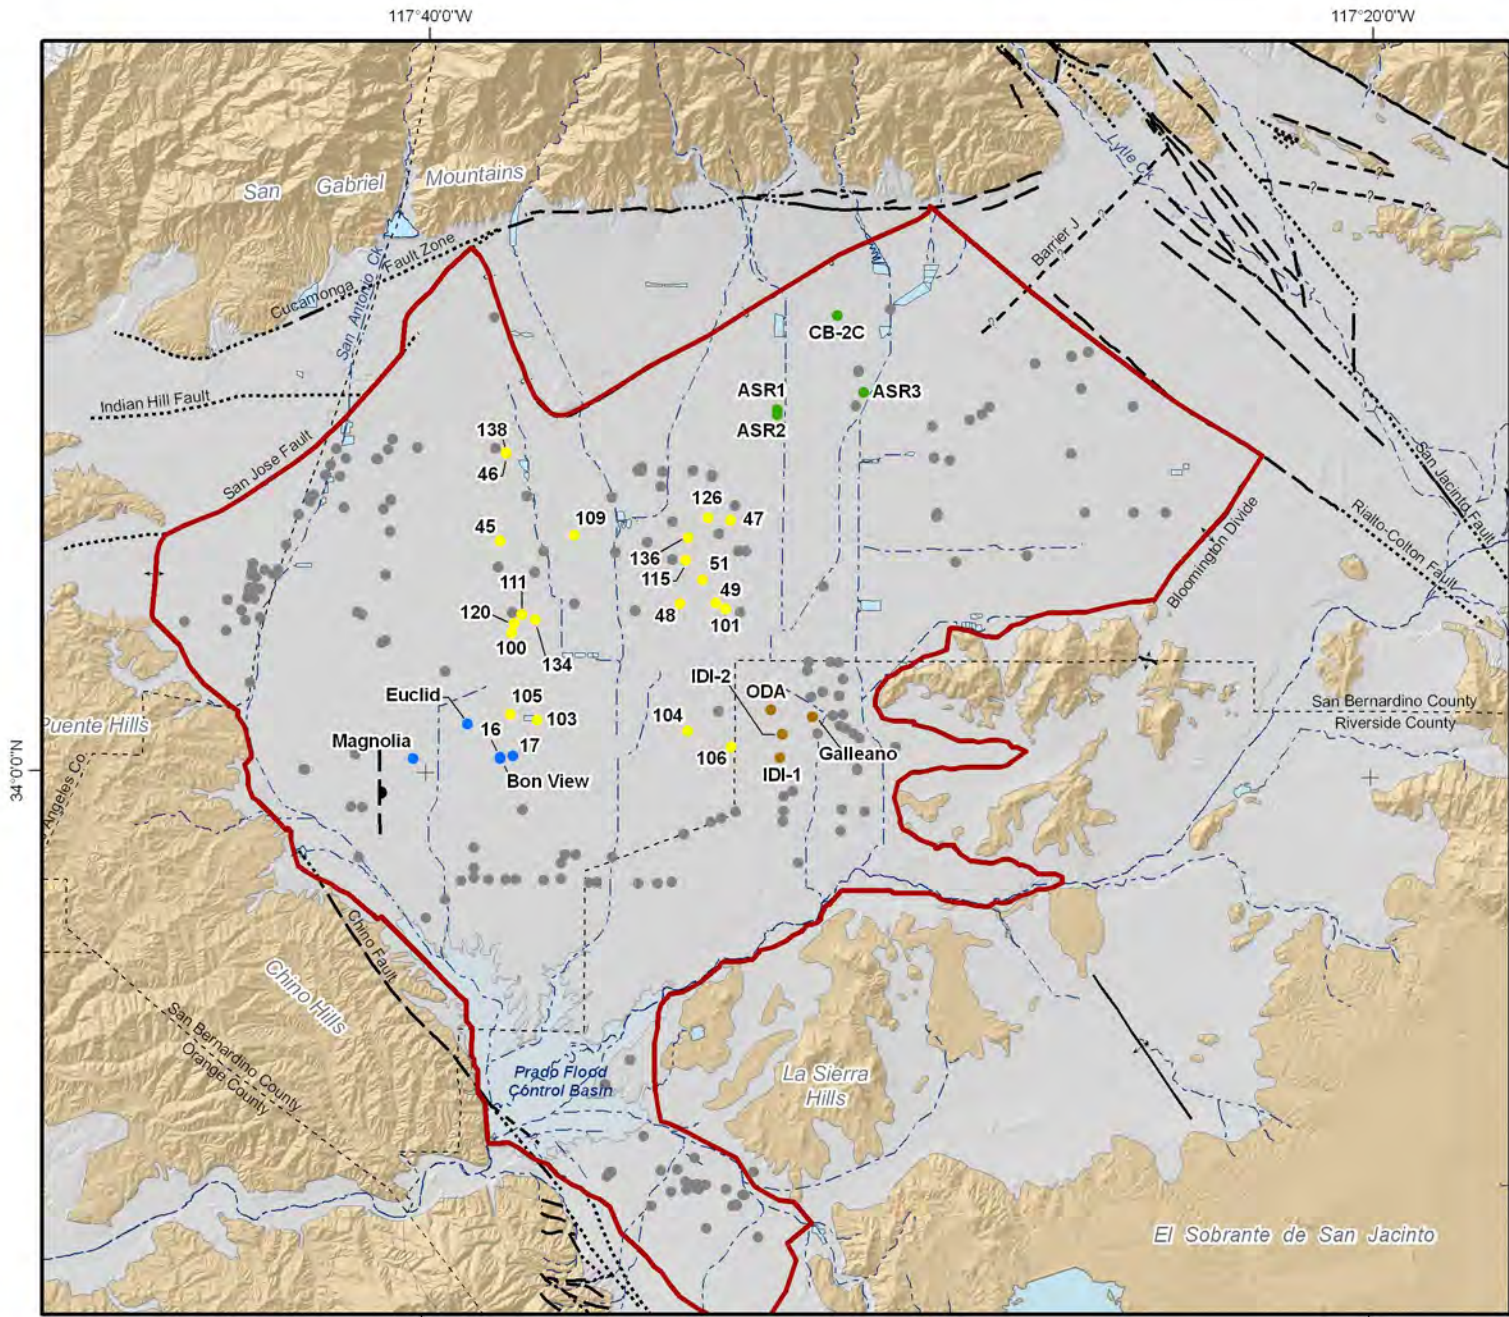 117°40'0"W
117°20'0"W
Lytle Ck
San Gabriel Mountains
Barrier J
Fault Zone
Cucamonga
San Antonio Ck
CB-2C
ASR1
ASR3
ASR2
Indian Hill Fault
138
46
San Jose Fault
San Jacinto Fault
126
47
109
45
Rialto-Colton Fault
136
Bloomington Divide
115
51
111
49
120
48
101
100
134
IDI-2
ODA
Euclid
105
San Bernardino County
Riverside County
103
104
16
Puente Hills
Magnolia
17
106
Galleano
34°0'0"N
Bon View
IDI-1
Angeles Co
Chino Fault
Chino Hills
San Bernardino County
Orange County
Prado Flood
Control Basin
La Sierra
Hills
El Sobrante de San Jacinto